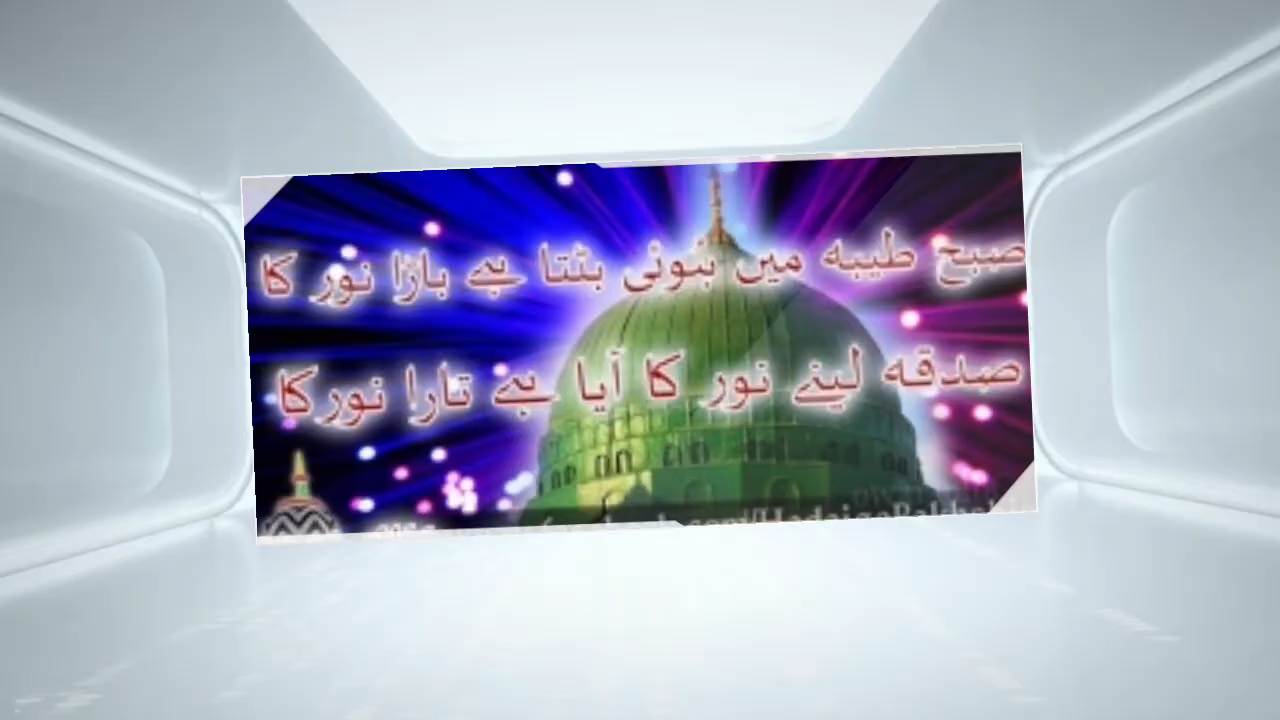 صبح طیبہ میں ہوئی بٹتا ہے باڑا نور کا
صدقہ لینے نور کا آیا ہے تارا نور کا